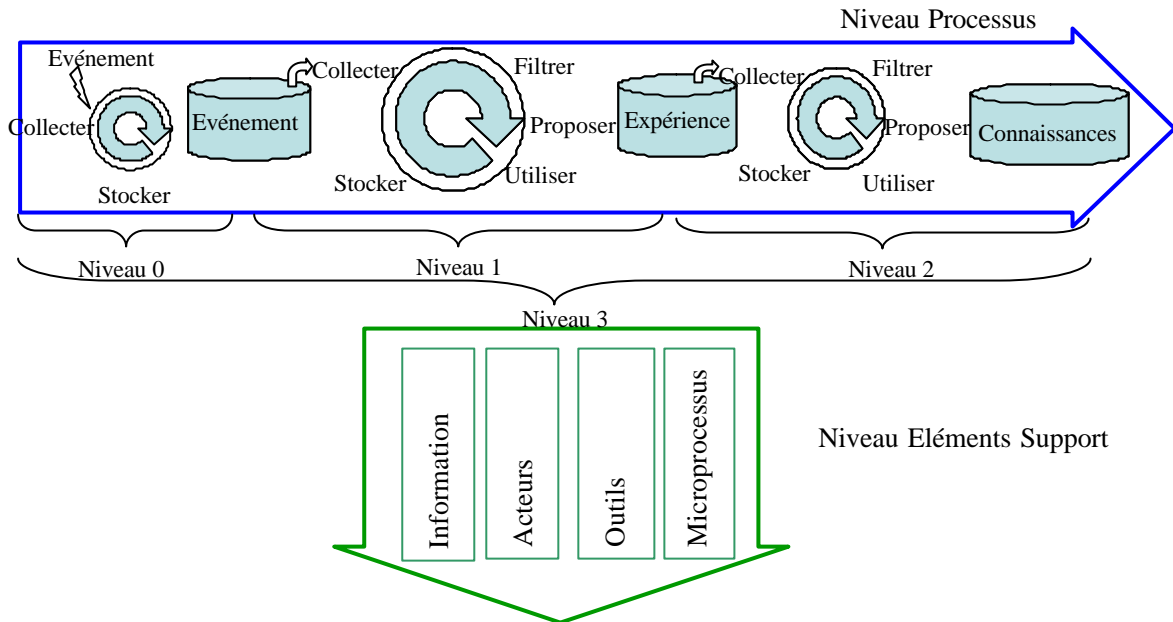 Niveau Processus
Evénement
Collecter
Stocker
Evénement
Collecter
Filtrer
Proposer
Utiliser
Stocker
Expérience
Collecter
Filtrer
Proposer
Utiliser
Stocker
Connaissances
Niveau 0
Niveau 1
Niveau 2
Niveau 3
Information
Acteurs
Outils
Microprocessus
Niveau Eléments Support